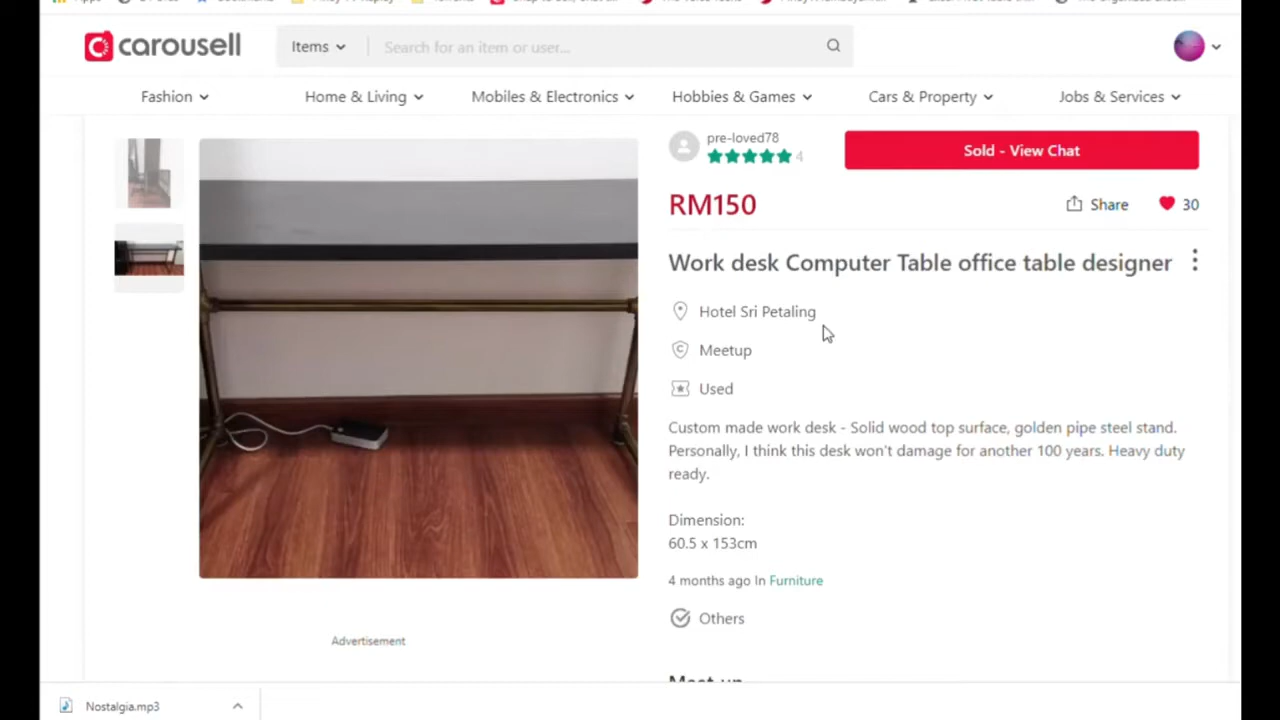 carousell
Items
Search for an item or user...
Fashion
Home & Living
Mobiles & Electronics
Hobbies & Games
Cars & Property
Jobs & Services
pre-loved78
4
Sold - View Chat
RM150
Share
30
Work desk Computer Table office table designer
Hotel Sri Petaling
Meetup
Used
Custom made work desk - Solid wood top surface, golden pipe steel stand.
Personally, I think this desk won't damage for another 100 years. Heavy duty
ready.
Dimension:
60.5 x 153cm
4 months ago In Furniture
Others
Advertisement
Meet-up
Nostalgia.mp3